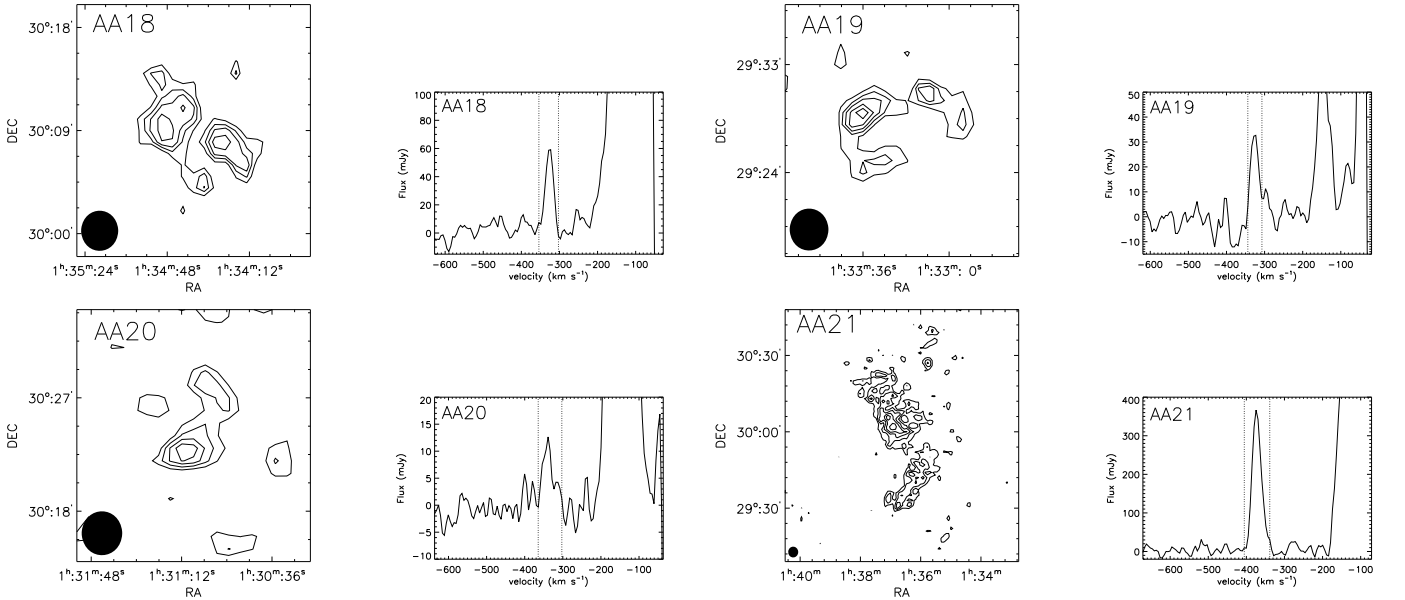 AA18
30°:18'
30°:09'
30°:00'
DEC
1ʰ:35ᵐ:24ˢ 1ʰ:34ᵐ:48ˢ 1ʰ:34ᵐ:12ˢ
RA
AA18
100
80
60
40
20
0
Flux (mJy)
−600 −500 −400 −300 −200 −100
velocity (km s⁻¹)
AA19
29°:33'
29°:24'
DEC
1ʰ:33ᵐ:36ˢ 1ʰ:33ᵐ: 0ˢ
RA
AA19
50
40
30
20
10
0
−10
Flux (mJy)
−600 −500 −400 −300 −200 −100
velocity (km s⁻¹)
AA20
30°:27'
30°:18'
DEC
1ʰ:31ᵐ:48ˢ 1ʰ:31ᵐ:12ˢ 1ʰ:30ᵐ:36ˢ
RA
AA20
20
15
10
5
0
−5
−10
Flux (mJy)
−600 −500 −400 −300 −200 −100
velocity (km s⁻¹)
AA21
30°:30'
30°:00'
29°:30'
DEC
1ʰ:40ᵐ 1ʰ:38ᵐ 1ʰ:36ᵐ 1ʰ:34ᵐ
RA
AA21
400
300
200
100
0
Flux (mJy)
−600 −500 −400 −300 −200 −100
velocity (km s⁻¹)